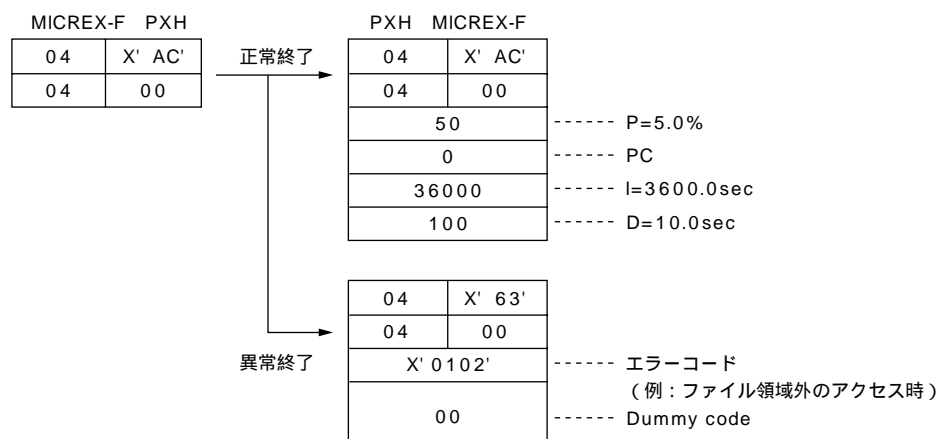 MICREX-F PXH
04 X' AC'
04 00
正常終了
PXH MICREX-F
04 X' AC'
04 00
50 P=5.0%
0 PC
36000 I=3600.0sec
100 D=10.0sec
異常終了
04 X' 63'
04 00
X' 0102' エラーコード
(例:ファイル領域外のアクセス時)
00 Dummy code